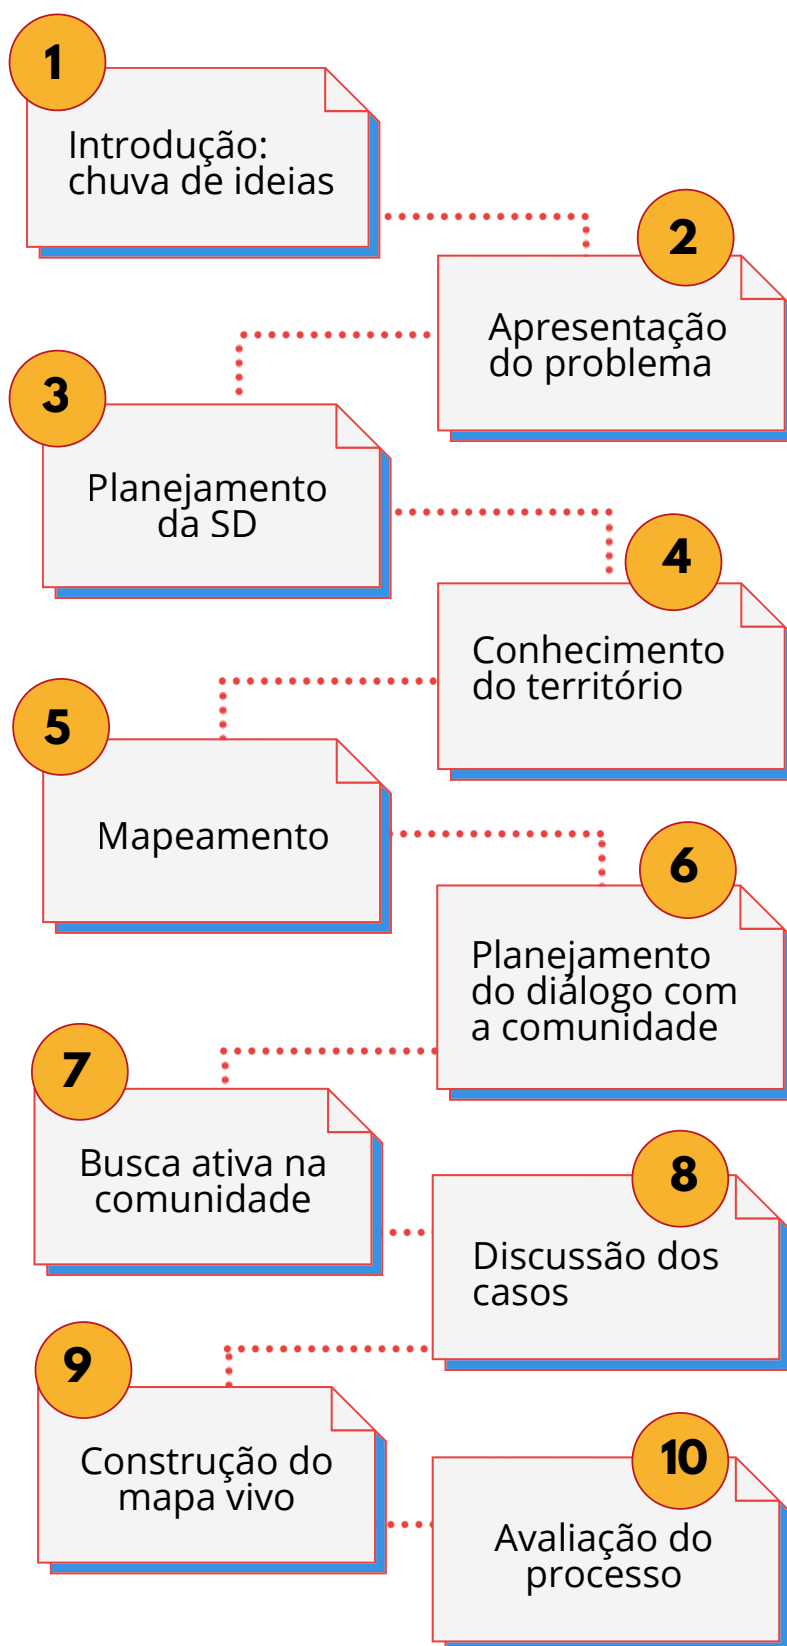 1
Introdução:
chuva de ideias
2
Apresentação
do problema
3
Planejamento
da SD
4
Conhecimento
do território
5
Mapeamento
6
Planejamento
do diálogo com
a comunidade
7
Busca ativa na
comunidade
8
Discussão dos
casos
9
Construção do
mapa vivo
10
Avaliação do
processo